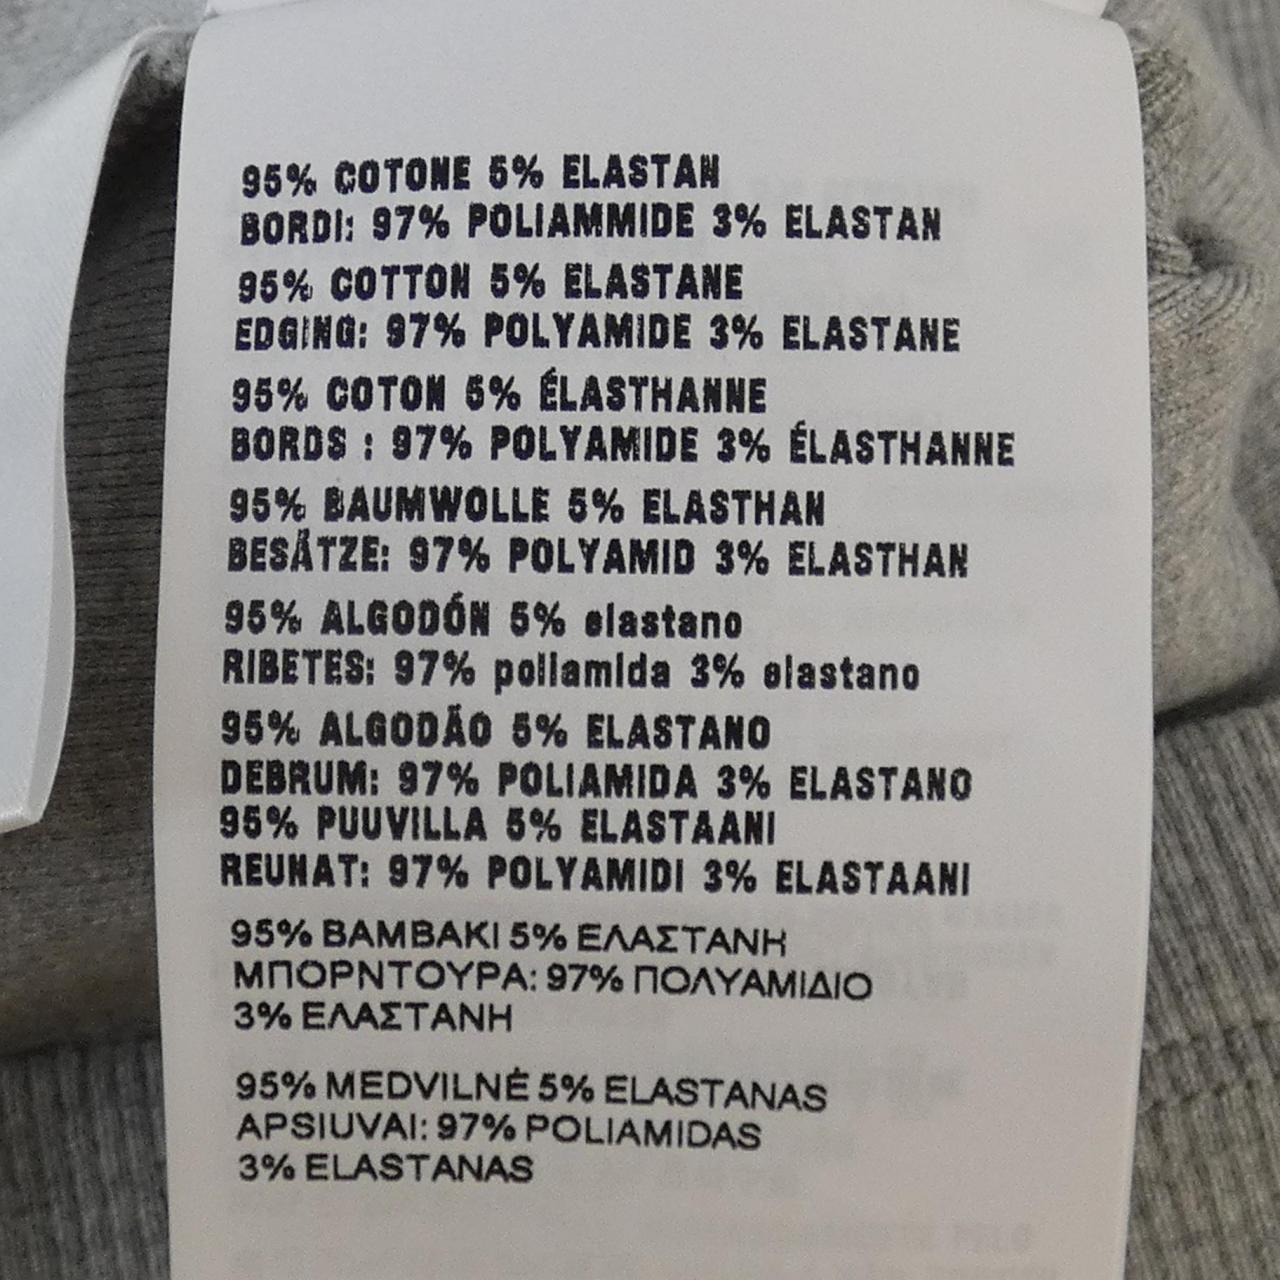 95% COTONE 5% ELASTAN
BORDI: 97% POLIAMMIDE 3% ELASTAN
95% COTTON 5% ELASTANE
EDGING: 97% POLYAMIDE 3% ELASTANE
95% COTON 5% ÉLASTHANNE
BORDS : 97% POLYAMIDE 3% ÉLASTHANNE
95% BAUMWOLLE 5% ELASTHAN
BESÄTZE: 97% POLYAMID 3% ELASTHAN
95% ALGODÓN 5% elastano
RIBETES: 97% poliamida 3% elastano
95% ALGODÃO 5% ELASTANO
DEBRUM: 97% POLIAMIDA 3% ELASTANO
95% PUUVILLA 5% ELASTAANI
REUNAT: 97% POLYAMIDI 3% ELASTAANI
95% ΒΑΜΒΑΚΙ 5% ΕΛΑΣΤΑΝΗ
ΜΠΟΡΝΤΟΥΡΑ: 97% ΠΟΛΥΑΜΙΔΙΟ
3% ΕΛΑΣΤΑΝΗ
95% MEDVILNĖ 5% ELASTANAS
APSIUVAI: 97% POLIAMIDAS
3% ELASTANAS